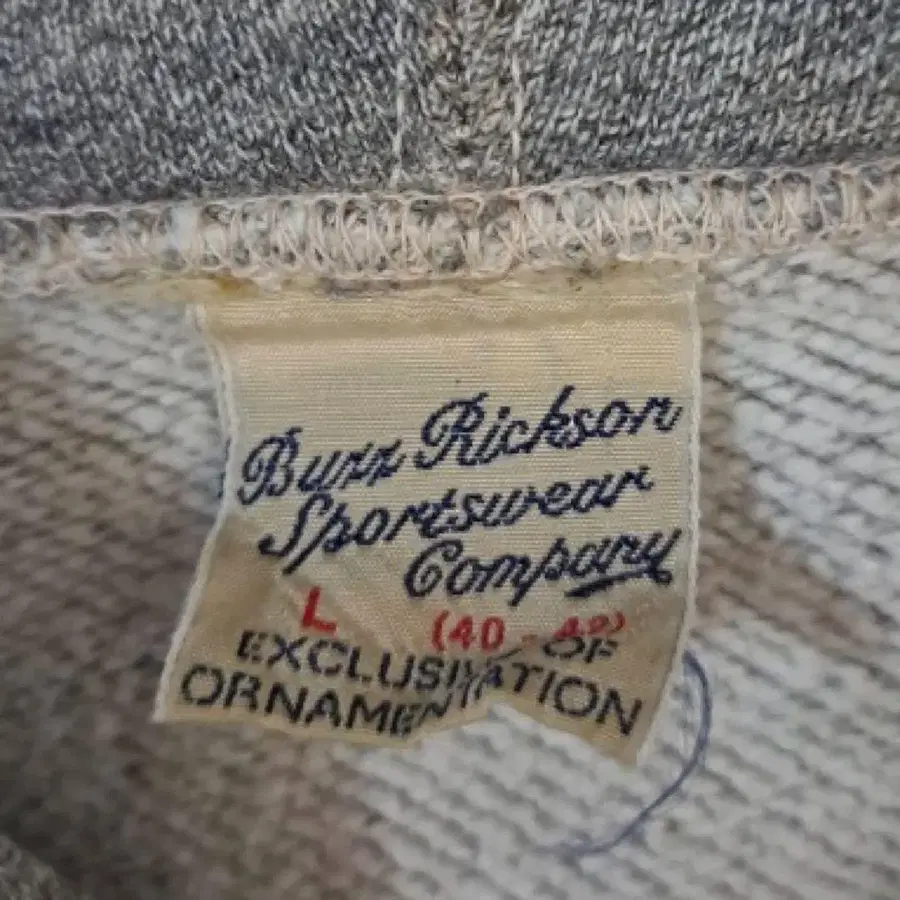 Buzz Rickson
Sportswear
Company
L (40 - 42)
EXCLUSIVE OF
ORNAMENTATION